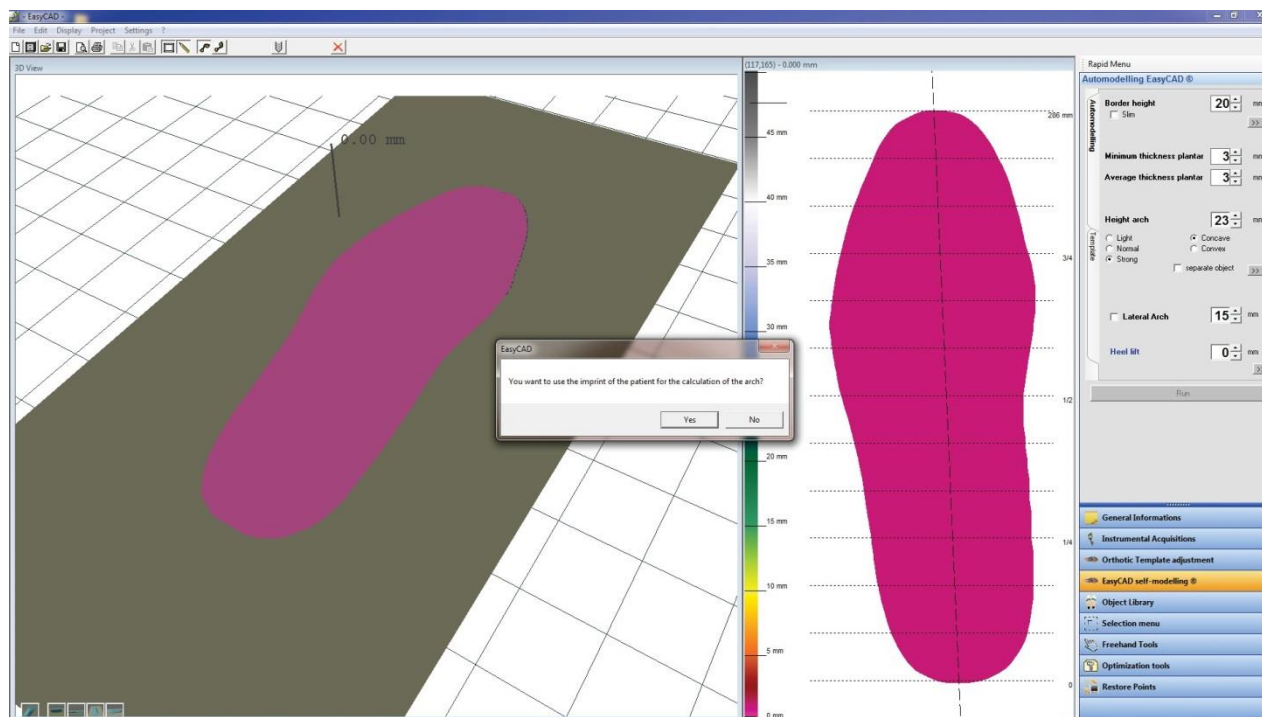 - EasyCAD -
File Edit Display Project Settings ?
3D View
0.00 mm
(117,165) - 0.000 mm
45 mm
40 mm
35 mm
30 mm
20 mm
15 mm
10 mm
5 mm
0 mm
286 mm
3/4
1/2
1/4
0
EasyCAD
You want to use the imprint of the patient for the calculation of the arch?
Yes No
Rapid Menu
Automodelling EasyCAD ®
Automodelling
Template
Border height 20 mm
Slim
>>
Minimum thickness plantar 3 mm
Average thickness plantar 3 mm
Height arch 23 mm
Light Concave
Normal Convex
Strong
separate object >>
Lateral Arch 15 mm
Heel lift 0 mm
>>
Run
General Informations
Instrumental Acquisitions
Orthotic Template adjustment
EasyCAD self-modelling ®
Object Library
Selection menu
Freehand Tools
Optimization tools
Restore Points